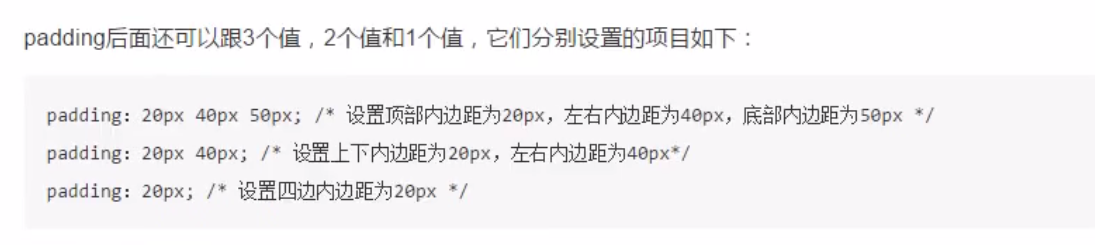 padding后面还可以跟3个值，2个值和1个值，它们分别设置的项目如下：
padding：20px 40px 50px; /* 设置顶部内边距为20px，左右内边距为40px，底部内边距为50px */
padding：20px 40px; /* 设置上下内边距为20px，左右内边距为40px*/
padding：20px; /* 设置四边内边距为20px */